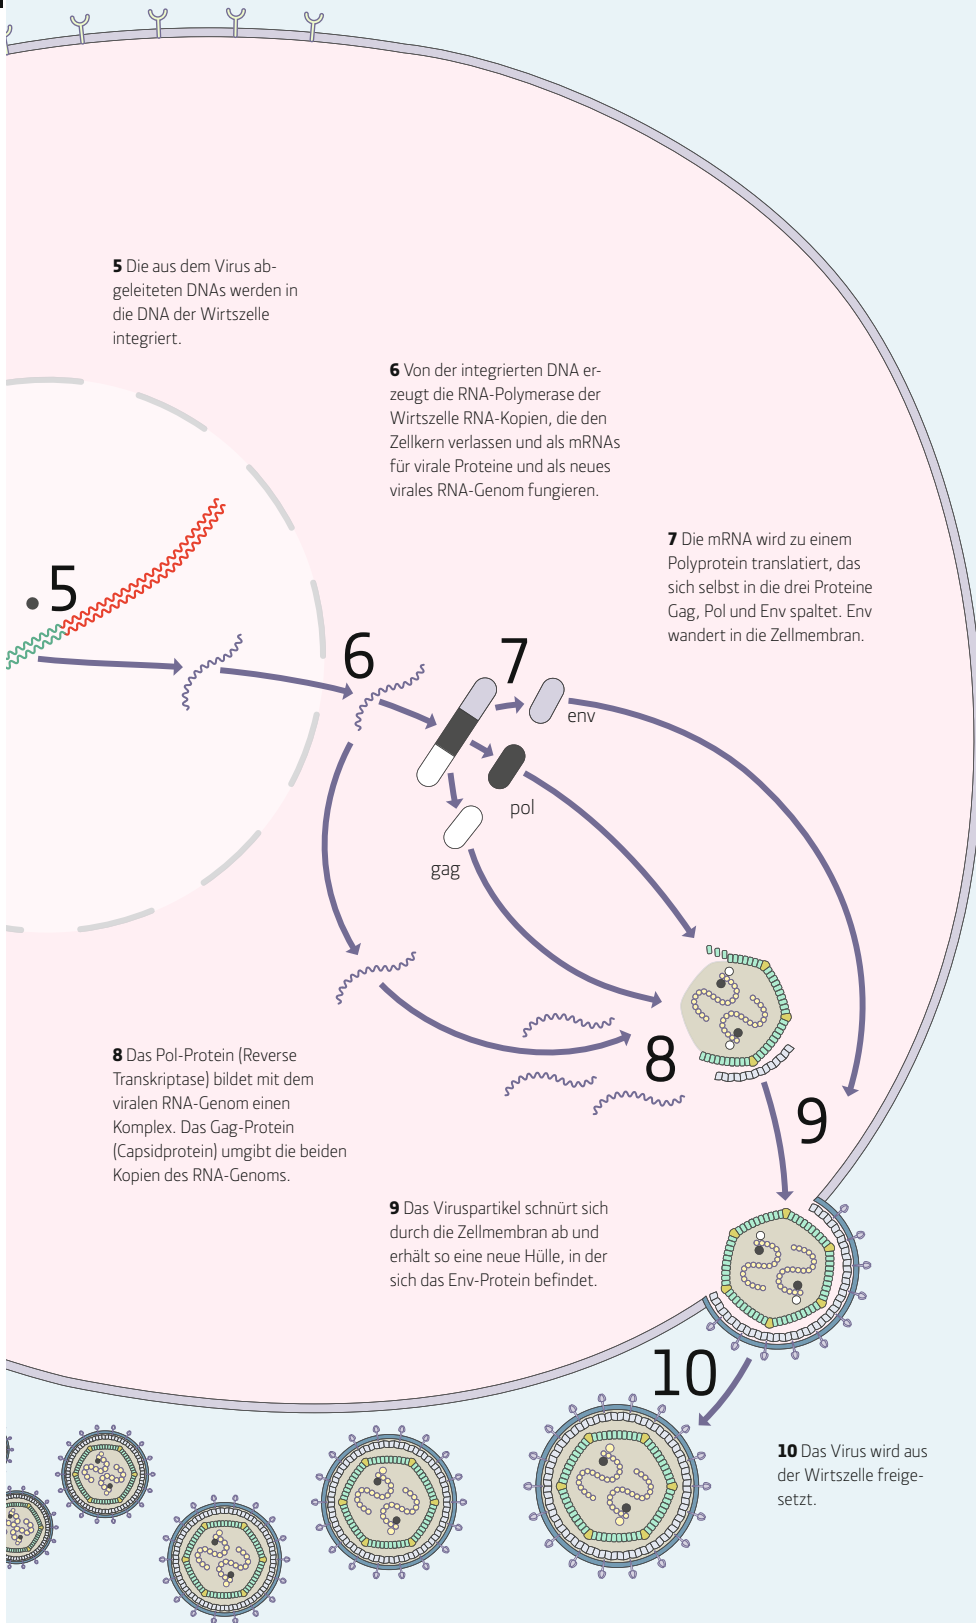 5 Die aus dem Virus ab-
geleiteten DNAs werden in
die DNA der Wirtszelle
integriert.
6 Von der integrierten DNA er-
zeugt die RNA-Polymerase der
Wirtszelle RNA-Kopien, die den
Zellkern verlassen und als mRNAs
für virale Proteine und als neues
virales RNA-Genom fungieren.
7 Die mRNA wird zu einem
Polyprotein translatiert, das
sich selbst in die drei Proteine
Gag, Pol und Env spaltet. Env
wandert in die Zellmembran.
5
6
7
env
pol
gag
8
8 Das Pol-Protein (Reverse
Transkriptase) bildet mit dem
viralen RNA-Genom einen
Komplex. Das Gag-Protein
(Capsidprotein) umgibt die beiden
Kopien des RNA-Genoms.
9
9 Das Viruspartikel schnürt sich
durch die Zellmembran ab und
erhält so eine neue Hülle, in der
sich das Env-Protein befindet.
10
10 Das Virus wird aus
der Wirtszelle freige-
setzt.